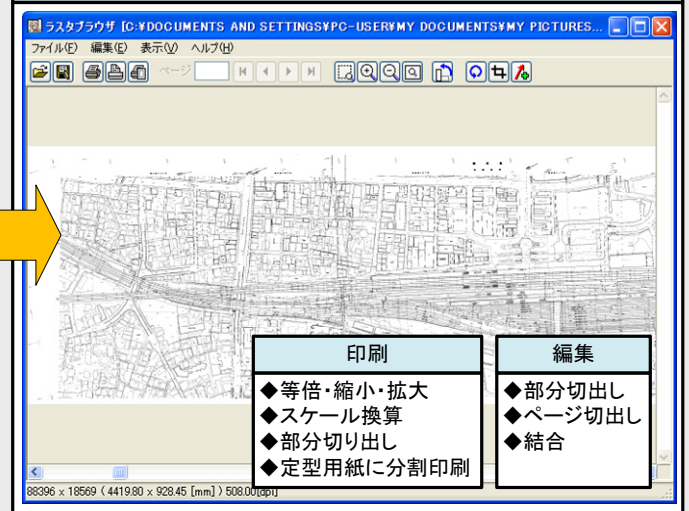 ラスタブラウザ [C:¥DOCUMENTS AND SETTINGS¥PC-USER¥MY DOCUMENTS¥MY PICTURES...
ファイル(F) 編集(E) 表示(V) ヘルプ(H)
ページ
印刷
◆等倍・縮小・拡大
◆スケール換算
◆部分切り出し
◆定型用紙に分割印刷
編集
◆部分切出し
◆ページ切出し
◆結合
88396 x 18569 ( 4419.80 x 928.45 [mm] ) 508.00[dpi]